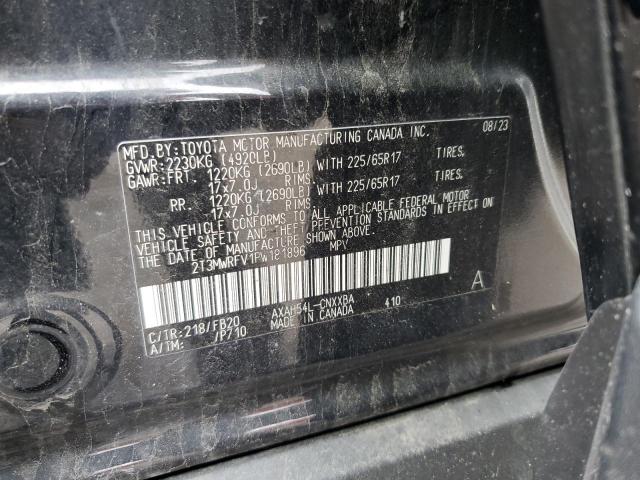 MFD. BY:TOYOTA MOTOR MANUFACTURING CANADA INC. 08/23
GVWR:2230KG (4920LB)
GAWR:FRT. 1220KG (2690LB) WITH 225/65R17 TIRES.
17x7.0J RIMS
RR. 1220KG (2690LB) WITH 225/65R17 TIRES.
17x7.0J RIMS
THIS VEHICLE CONFORMS TO ALL APPLICABLE FEDERAL MOTOR
VEHICLE SAFETY AND THEFT PREVENTION STANDARDS IN EFFECT ON
THE DATE OF MANUFACTURE SHOWN ABOVE.
2T3MWRFV1PW181896 MPV
A
C/TR:218/FB20 AXAH54L-CNXXBA 410
A/TM: /P710 MADE IN CANADA